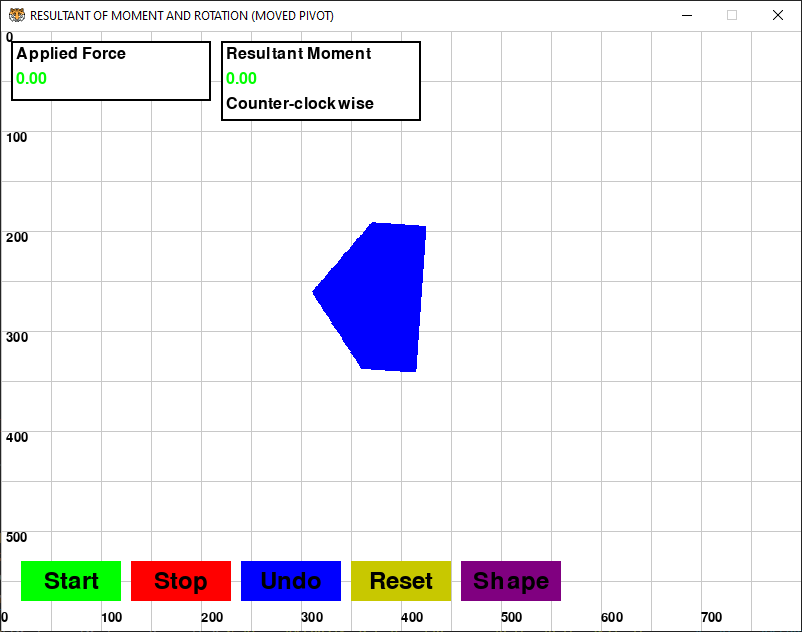 RESULTANT OF MOMENT AND ROTATION (MOVED PIVOT)
0
Applied Force
0.00
Resultant Moment
0.00
Counter-clockwise
100
200
300
400
500
Start Stop Undo Reset Shape
0 100 200 300 400 500 600 700